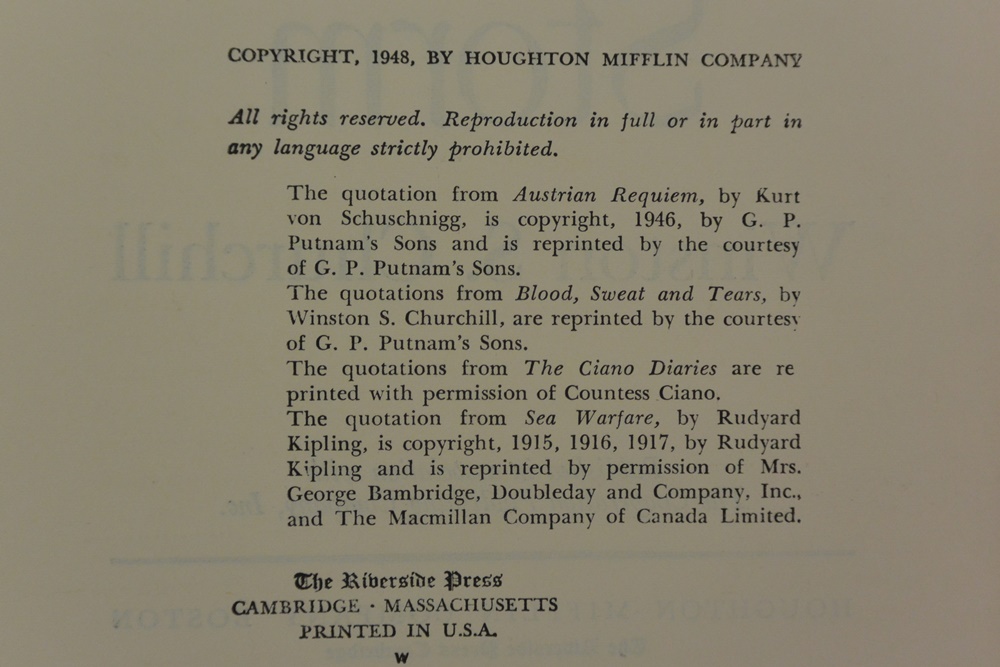 COPYRIGHT, 1948, BY HOUGHTON MIFFLIN COMPANY
All rights reserved. Reproduction in full or in part in
any language strictly prohibited.
The quotation from Austrian Requiem, by Kurt
von Schuschnigg, is copyright, 1946, by G. P.
Putnam's Sons and is reprinted by the courtesy
of G. P. Putnam's Sons.
The quotations from Blood, Sweat and Tears, by
Winston S. Churchill, are reprinted by the courtesy
of G. P. Putnam's Sons.
The quotations from The Ciano Diaries are re
printed with permission of Countess Ciano.
The quotation from Sea Warfare, by Rudyard
Kipling, is copyright, 1915, 1916, 1917, by Rudyard
Kipling and is reprinted by permission of Mrs.
George Bambridge, Doubleday and Company, Inc.,
and The Macmillan Company of Canada Limited.
The Riverside Press
CAMBRIDGE · MASSACHUSETTS
PRINTED IN U.S.A.
W